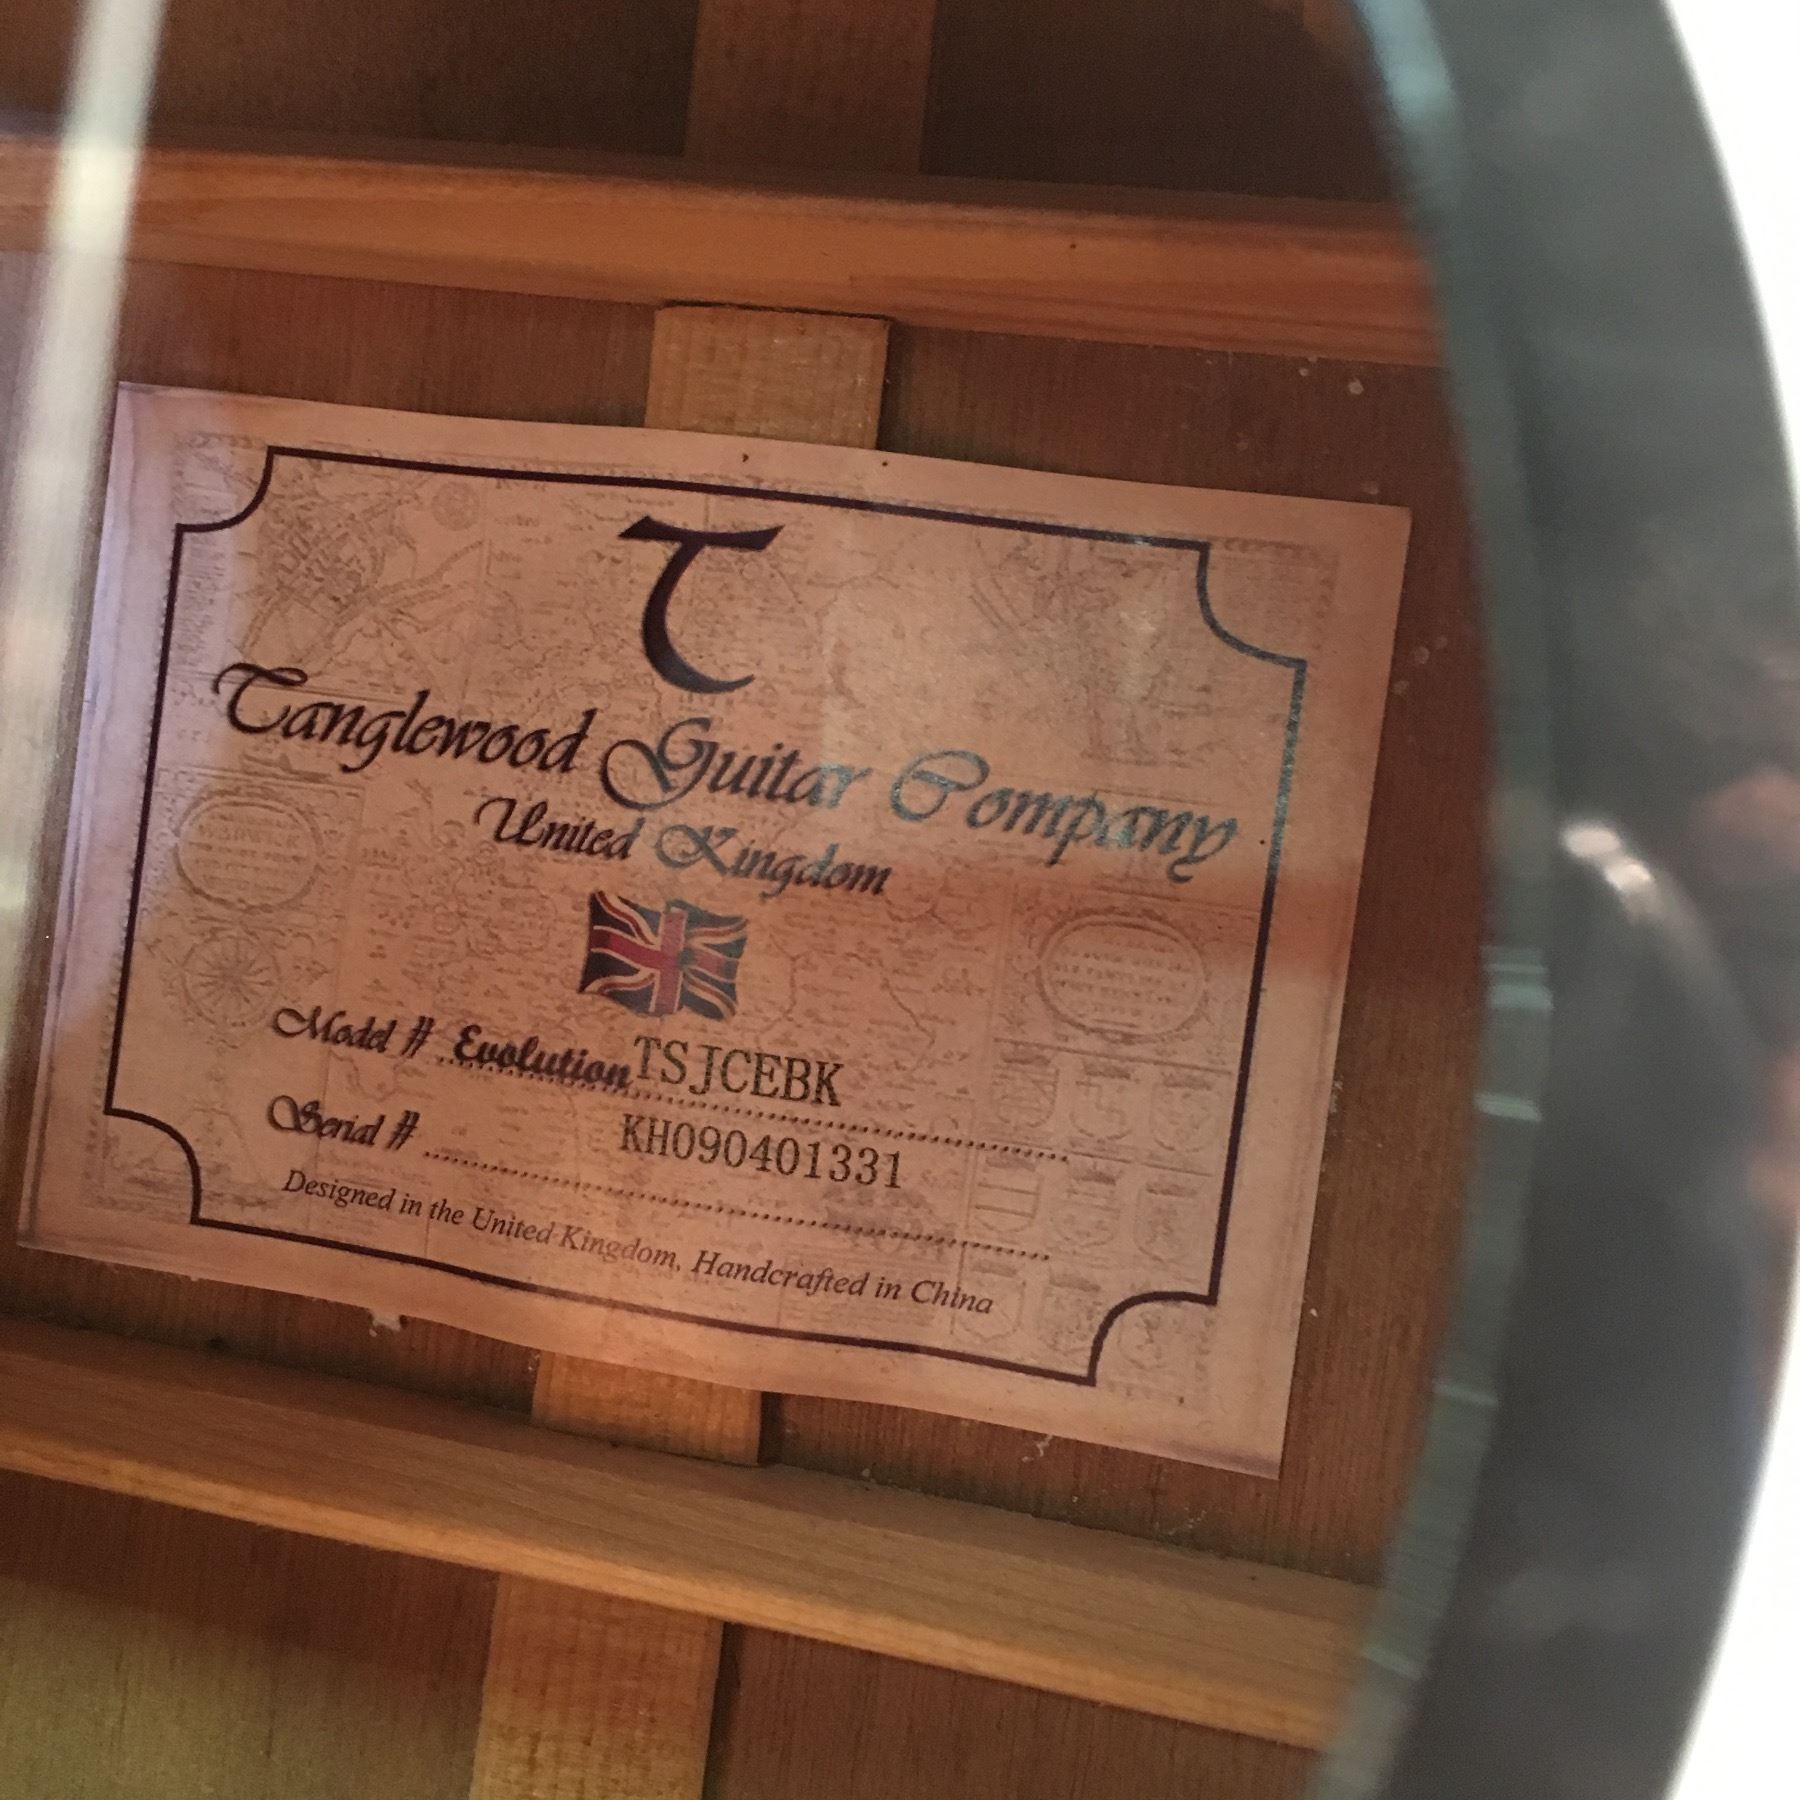 T
Tanglewood Guitar Company
United Kingdom
Model # Evolution TSJCEBK
Serial # KH090401331
Designed in the United Kingdom, Handcrafted in China